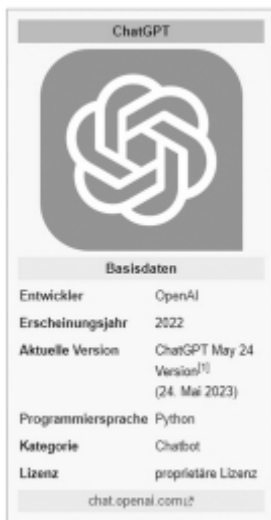 ChatGPT
Basisdaten
Entwickler OpenAI
Erscheinungsjahr 2022
Aktuelle Version ChatGPT May 24
Version[1]
(24. Mai 2023)
Programmiersprache Python
Kategorie Chatbot
Lizenz proprietäre Lizenz
chat.openai.com